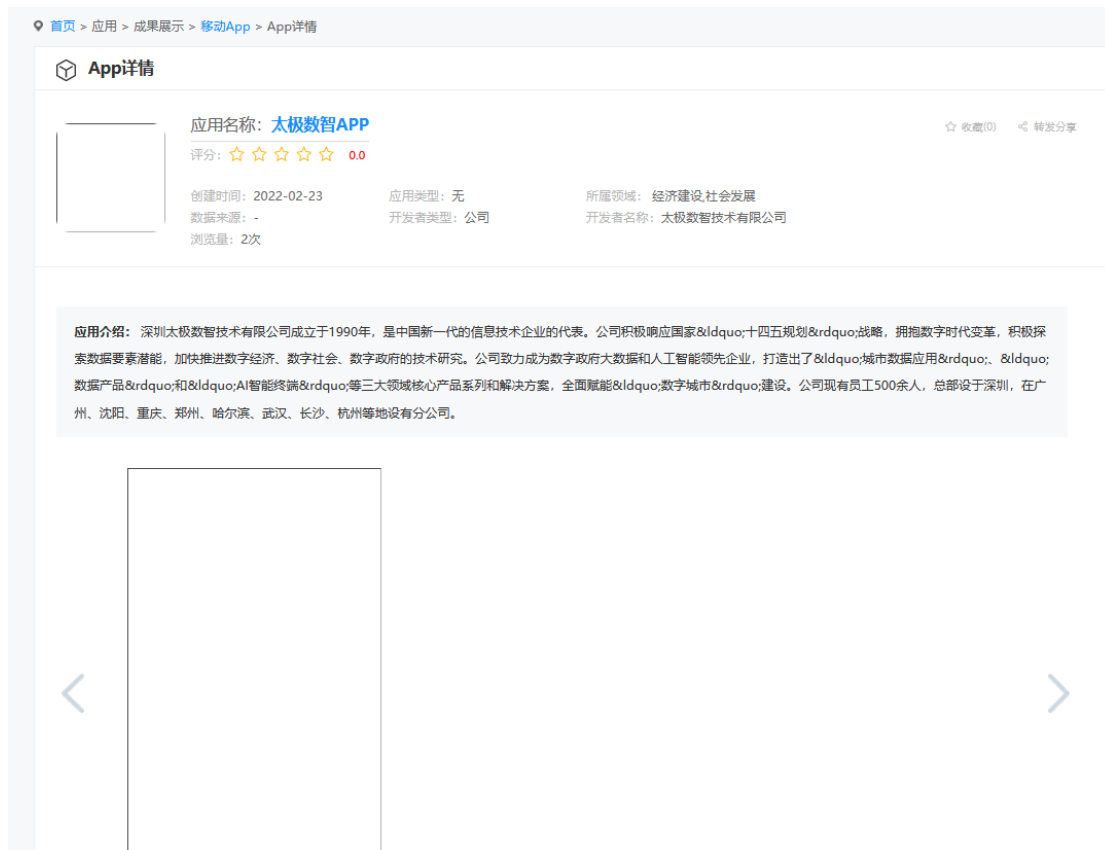 首页 > 应用 > 成果展示 > 移动App > App详情
App详情
应用名称：太极数智APP
收藏(0) 转发分享
评分： 0.0
创建时间：2022-02-23 应用类型：无 所属领域： 经济建设,社会发展
数据来源：- 开发者类型：公司 开发者名称：太极数智技术有限公司
浏览量：2次
应用介绍： 深圳太极数智技术有限公司成立于1990年，是中国新一代的信息技术企业的代表。公司积极响应国家&ldquo;十四五规划&rdquo;战略，拥抱数字时代变革，积极探
索数据要素潜能，加快推进数字经济、数字社会、数字政府的技术研究。公司致力成为数字政府大数据和人工智能领先企业，打造出了&ldquo;城市数据应用&rdquo;、&ldquo;
数据产品&rdquo;和&ldquo;AI智能终端&rdquo;等三大领域核心产品系列和解决方案，全面赋能&ldquo;数字城市&rdquo;建设。公司现有员工500余人，总部设于深圳，在广
州、沈阳、重庆、郑州、哈尔滨、武汉、长沙、杭州等地设有分公司。